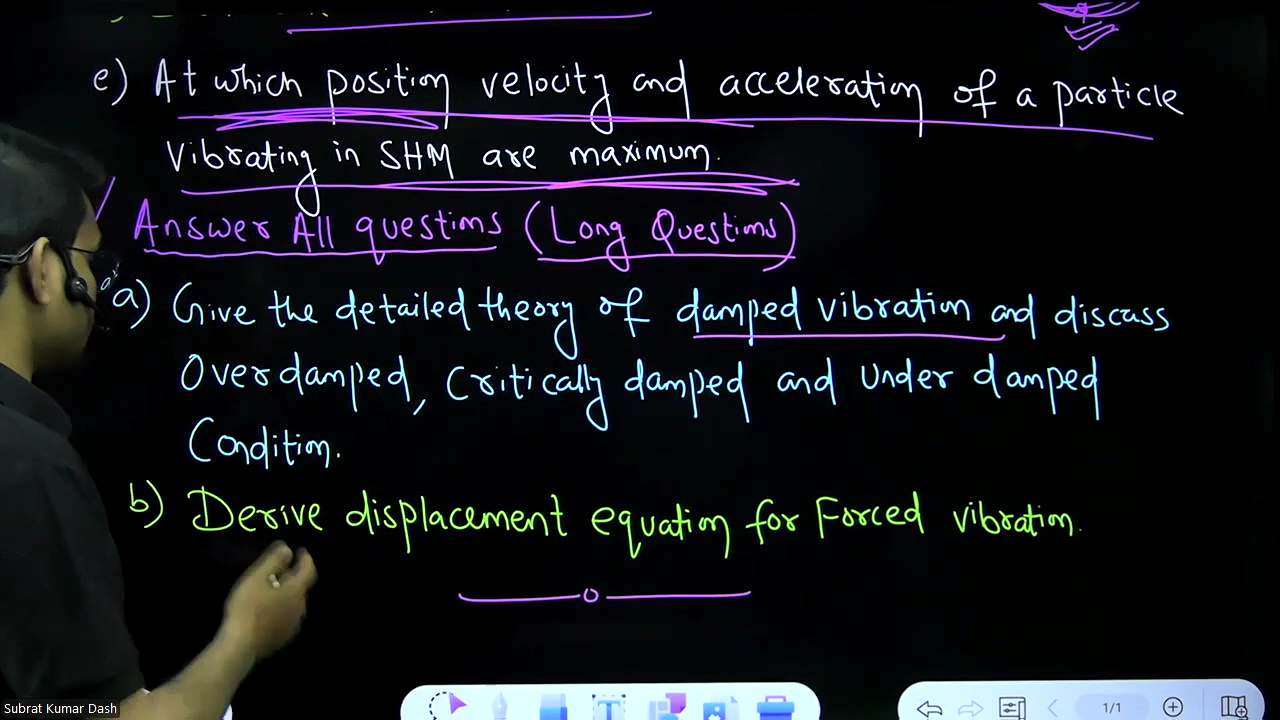 e) At which position velocity and acceleration of a particle
vibrating in SHM are maximum.
Answer All questions (Long Questions)
a) Give the detailed theory of damped vibration and discuss
Overdamped, critically damped and under damped
Condition.
b) Derive displacement equation for Forced vibration.
Subrat Kumar Dash
1/1